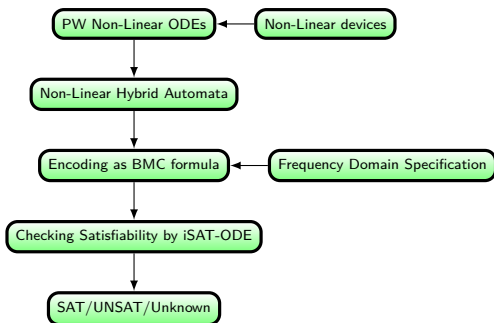 PW Non-Linear ODEs
Non-Linear devices
Non-Linear Hybrid Automata
Encoding as BMC formula
Frequency Domain Specification
Checking Satisfiability by iSAT-ODE
SAT/UNSAT/Unknown